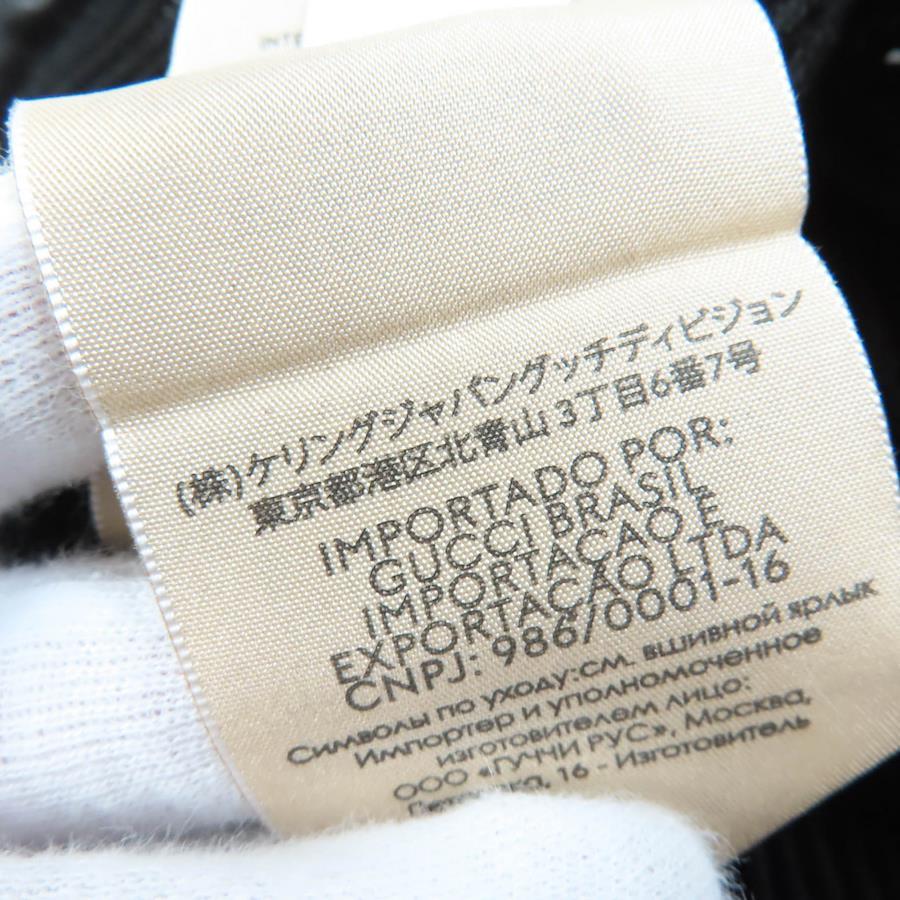 INTE
(株)ケリングジャパングッチディビジョン
東京都港区北青山3丁目6番7号
IMPORTADO POR:
GUCCI BRASIL
IMPORTACAO E
EXPORTACAO LTDA
CNPJ: 986/0001-16
Символы по уходу:см. вшивной ярлык
Импортер и уполномоченное
изготовителем лицо:
ООО «ГУЧЧИ РУС», Москва,
16 - Изготовитель